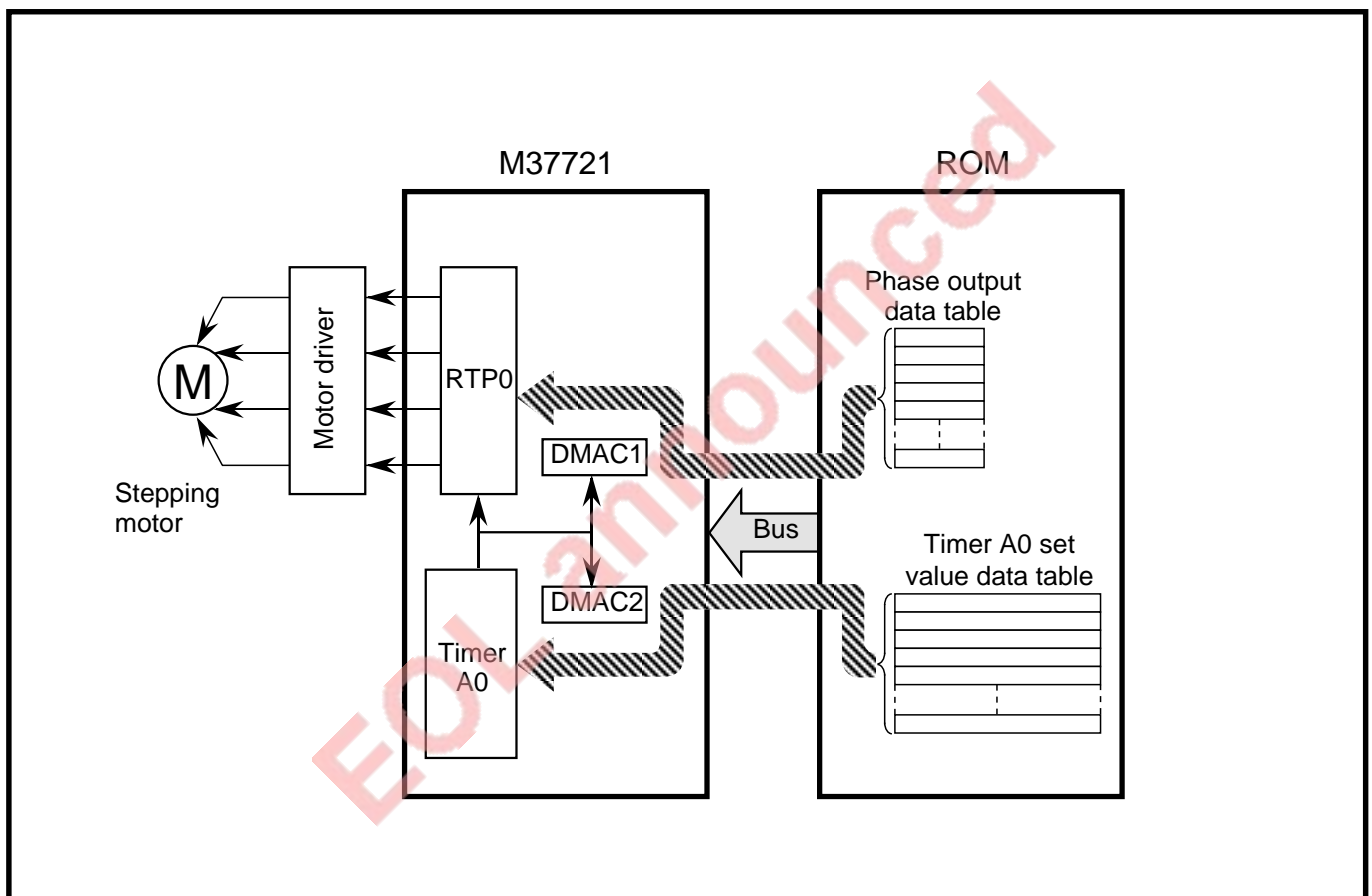 M37721
ROM
Phase output
data table
Motor driver
RTP0
M
DMAC1
Stepping
motor
Bus
Timer A0 set
value data table
DMAC2
Timer
A0
EOL announced